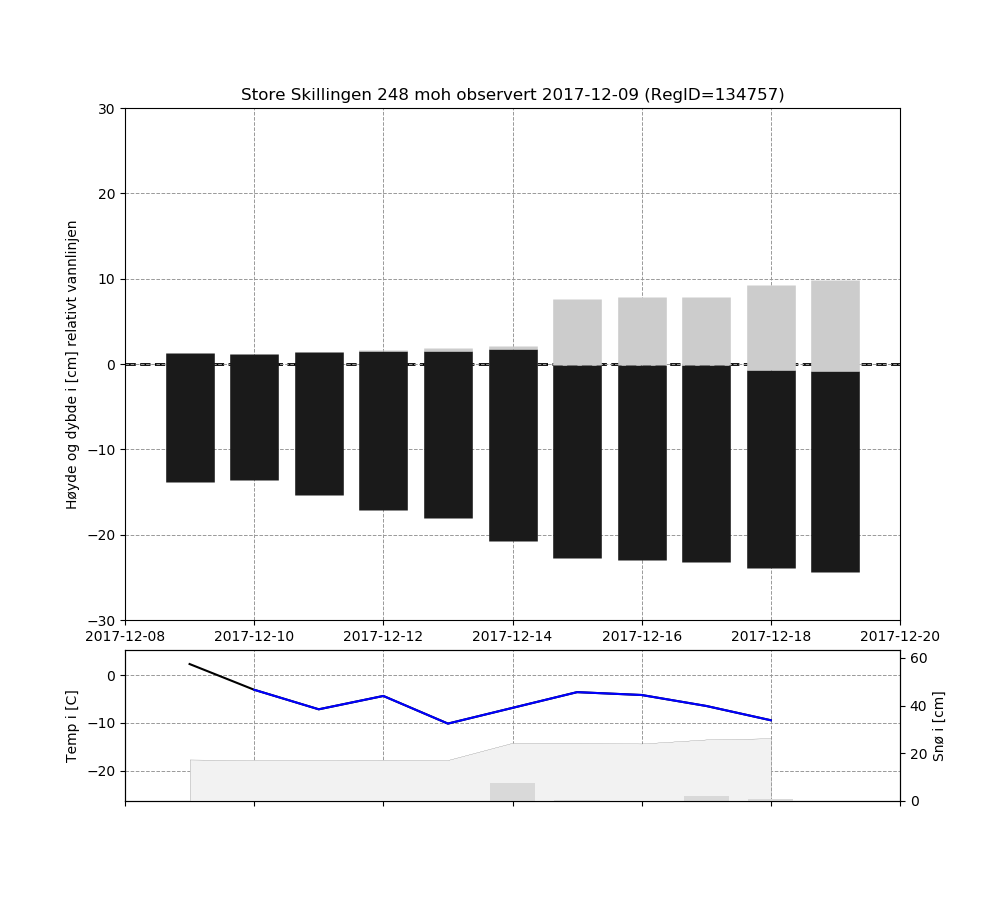 Store Skillingen 248 moh observert 2017-12-09 (RegID=134757)
Høyde og dybde i [cm] relativt vannlinjen
30
20
10
0
−10
−20
−30
2017-12-08 2017-12-10 2017-12-12 2017-12-14 2017-12-16 2017-12-18 2017-12-20
Temp i [C]
0
−10
−20
60
40
20
0
Snø i [cm]